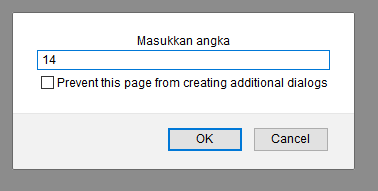 Masukkan angka
14
Prevent this page from creating additional dialogs
OK Cancel